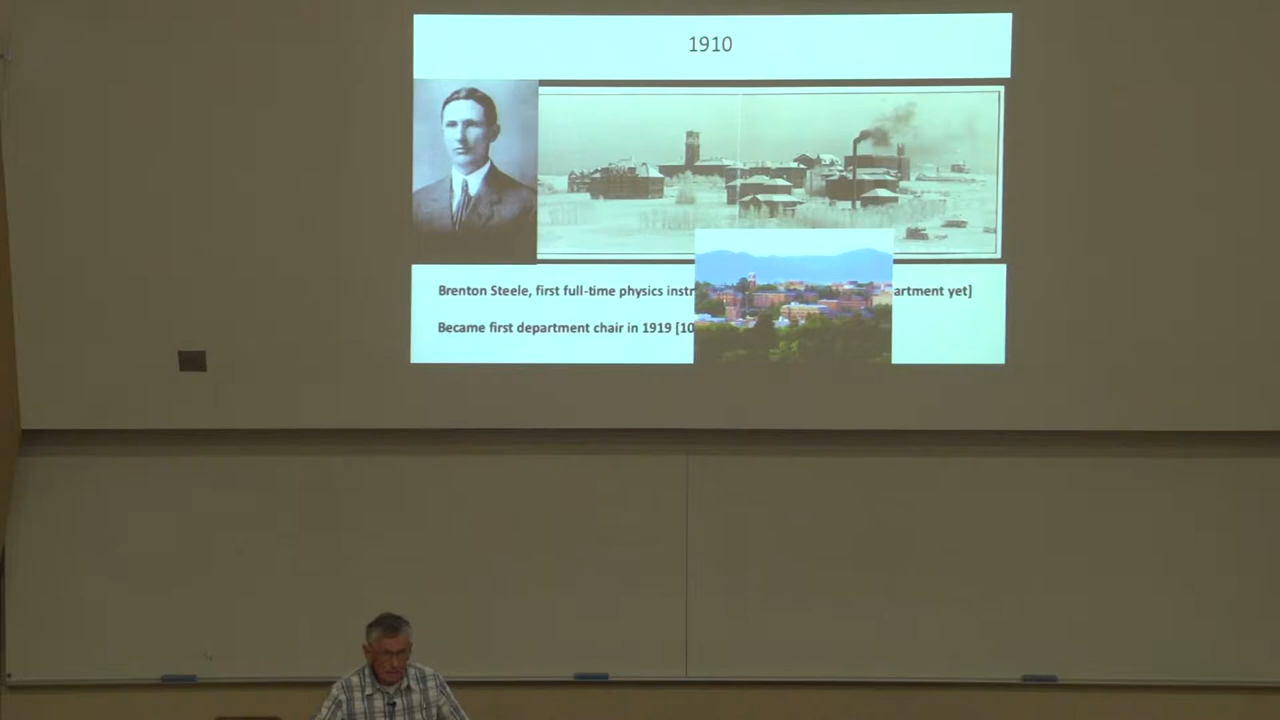 1910
Brenton Steele, first full-time physics instr artment yet]
Became first department chair in 1919 [10